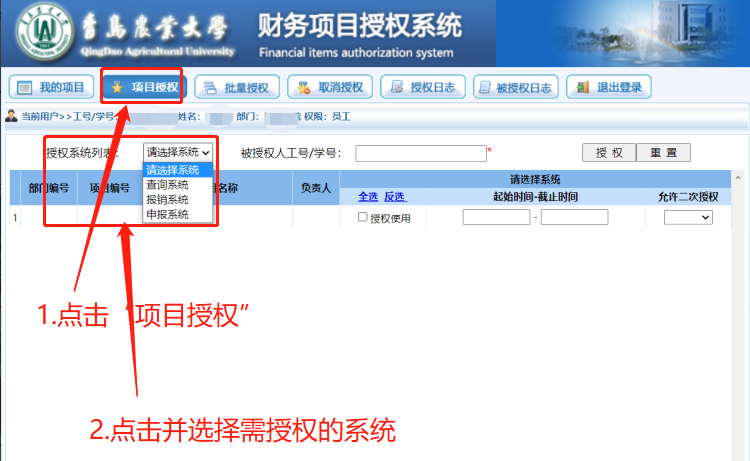 青岛农业大学
QingDao Agricultural University
财务项目授权系统
Financial items authorization system
我的项目 项目授权 批量授权 取消授权 授权日志 被授权日志 退出登录
当前用户>>工号/学号: 姓名: 部门: 院 权限: 员工
授权系统列表: 请选择系统 被授权人工号/学号: * 授 权 重 置
请选择系统
查询系统
报销系统
申报系统
部门编号 项目编号 名称 负责人 请选择系统
全选 反选 起始时间-截止时间 允许二次授权
1 授权使用 -
1.点击“项目授权”
2.点击并选择需授权的系统